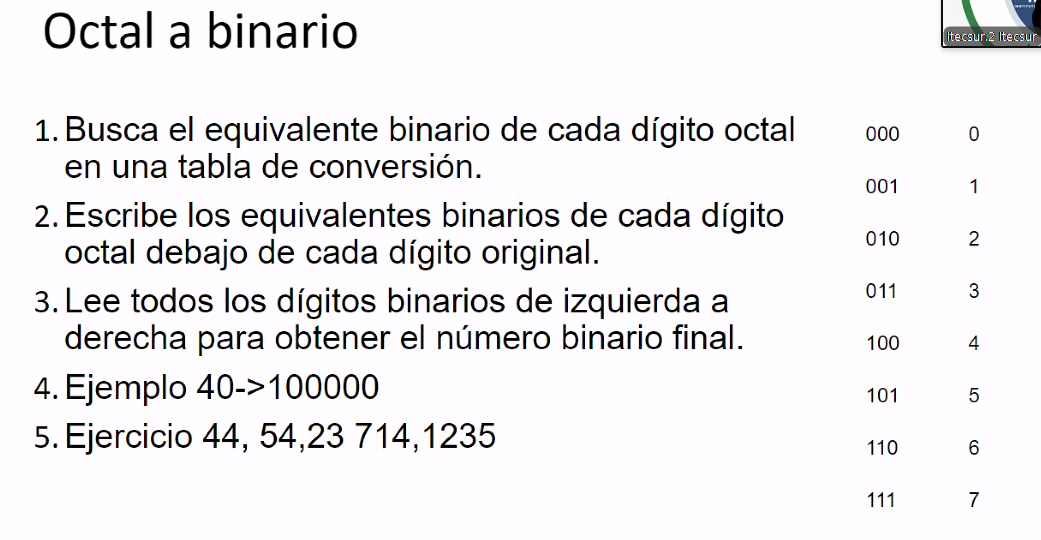 Octal a binario
Itecsur.2 Itecsur
1. Busca el equivalente binario de cada dígito octal
en una tabla de conversión.
2. Escribe los equivalentes binarios de cada dígito
octal debajo de cada dígito original.
3. Lee todos los dígitos binarios de izquierda a
derecha para obtener el número binario final.
4. Ejemplo 40->100000
5. Ejercicio 44, 54,23 714,1235
000 0
001 1
010 2
011 3
100 4
101 5
110 6
111 7